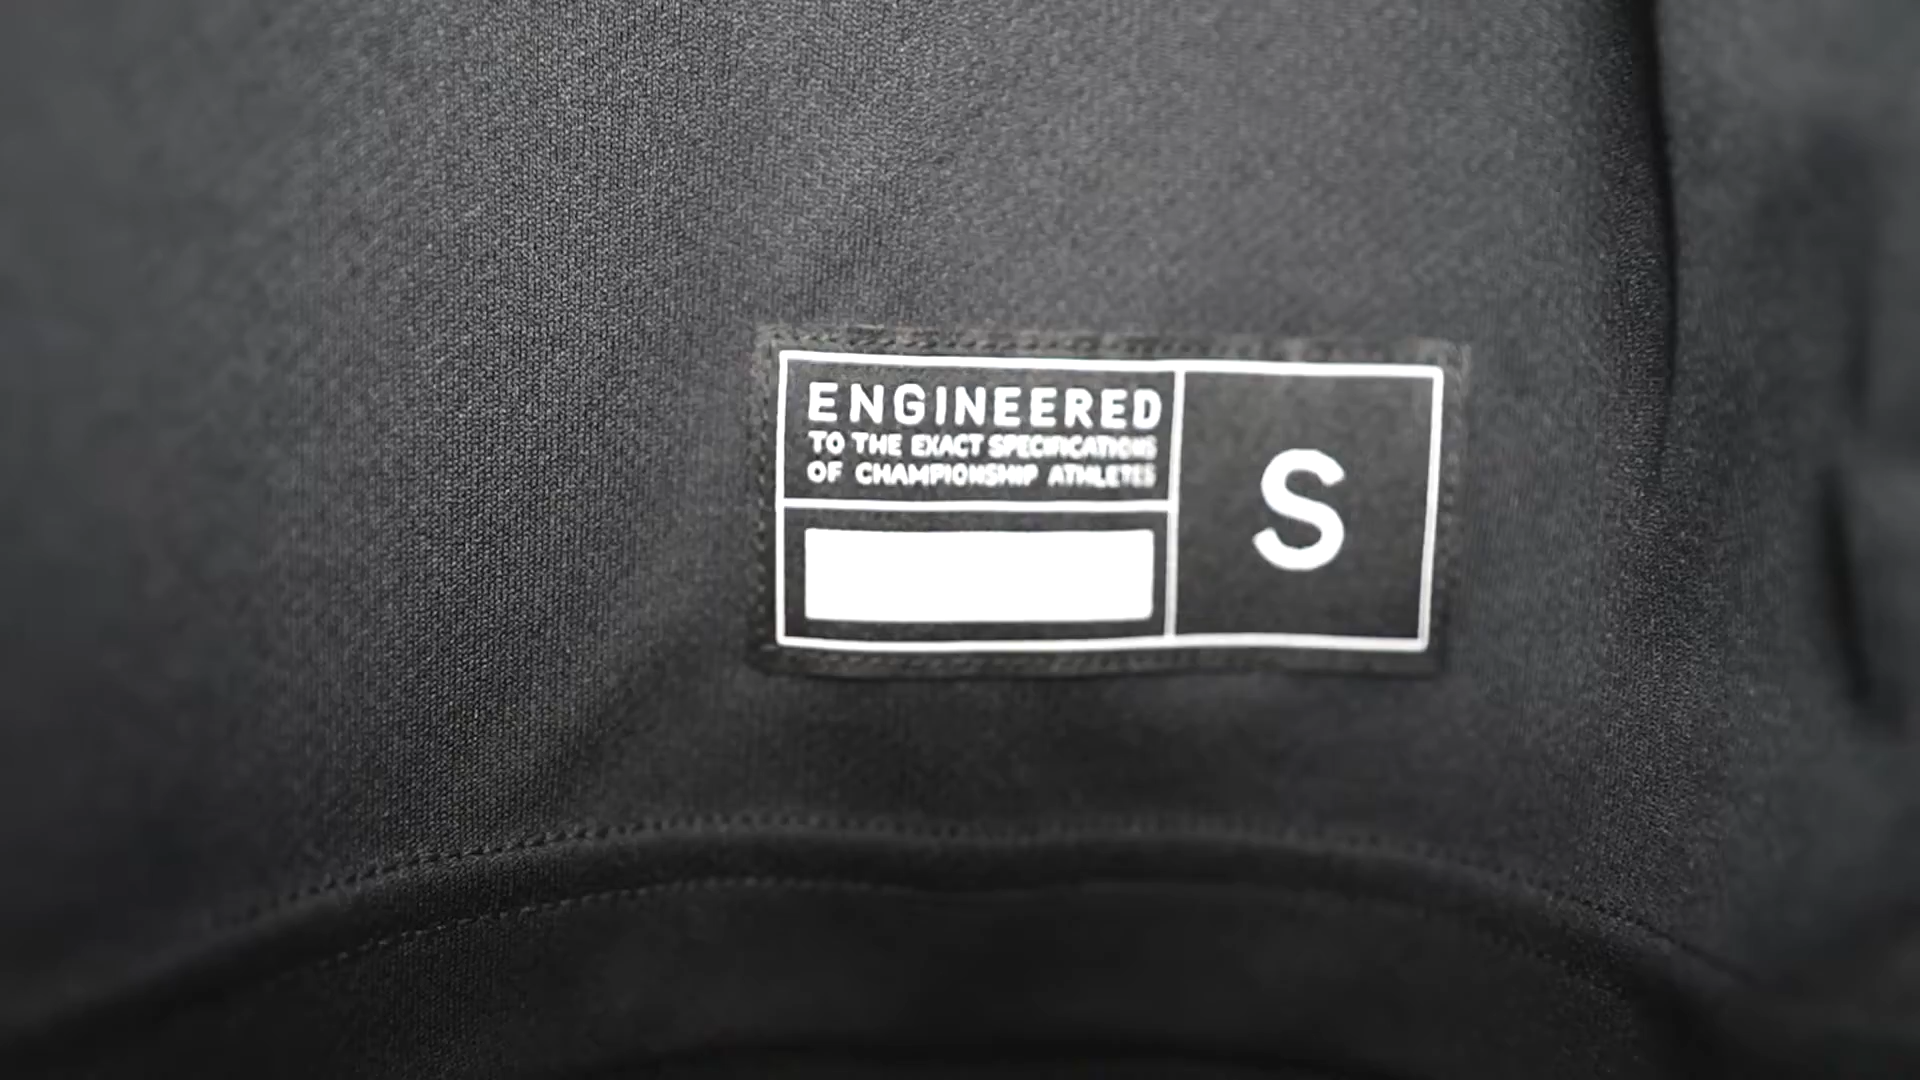 ENGINEERED
TO THE EXACT SPECIFICATIONS
OF CHAMPIONSHIP ATHLETES
S